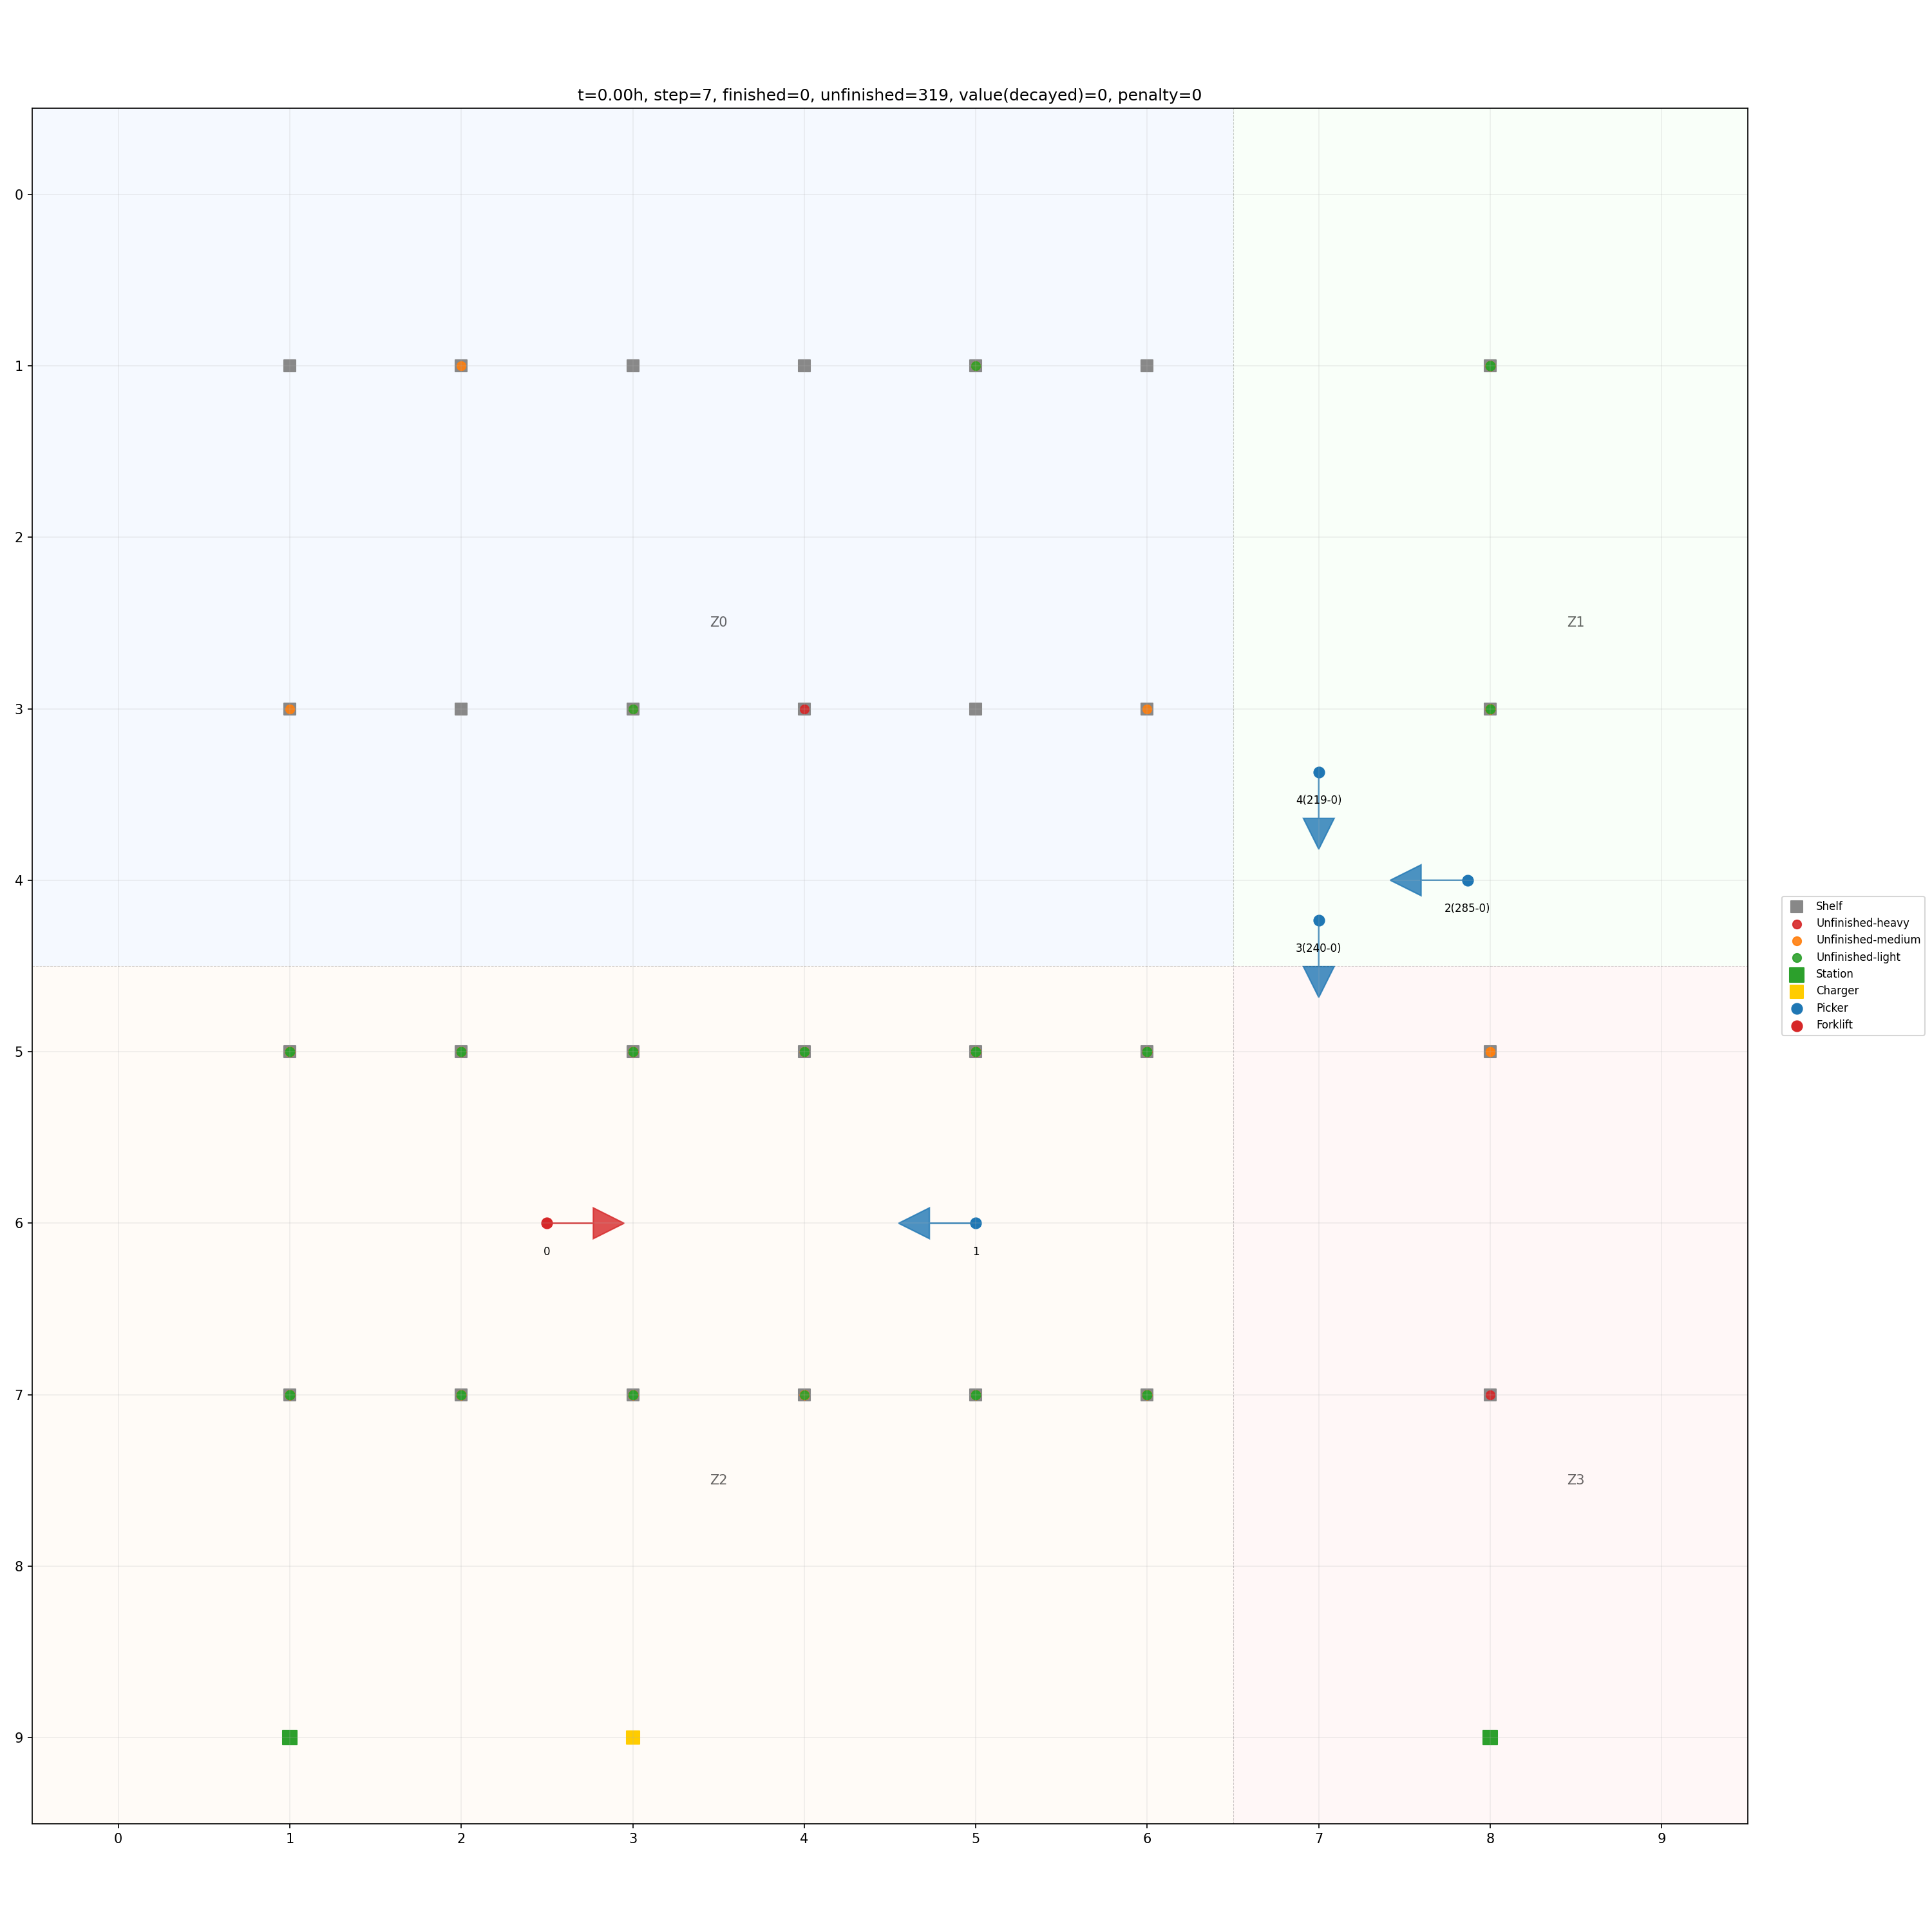 t=0.00h, step=7, finished=0, unfinished=319, value(decayed)=0, penalty=0
0
1
2
Z0
Z1
3
4(219-0)
4
2(285-0)
3(240-0)
Shelf
Unfinished-heavy
Unfinished-medium
Unfinished-light
Station
Charger
Picker
Forklift
5
6
0
1
7
Z2
Z3
8
9
0 1 2 3 4 5 6 7 8 9